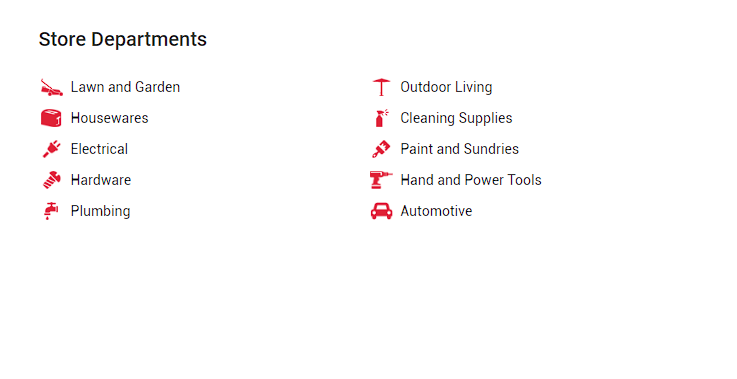 Store Departments
Lawn and Garden
Housewares
Electrical
Hardware
Plumbing
Outdoor Living
Cleaning Supplies
Paint and Sundries
Hand and Power Tools
Automotive